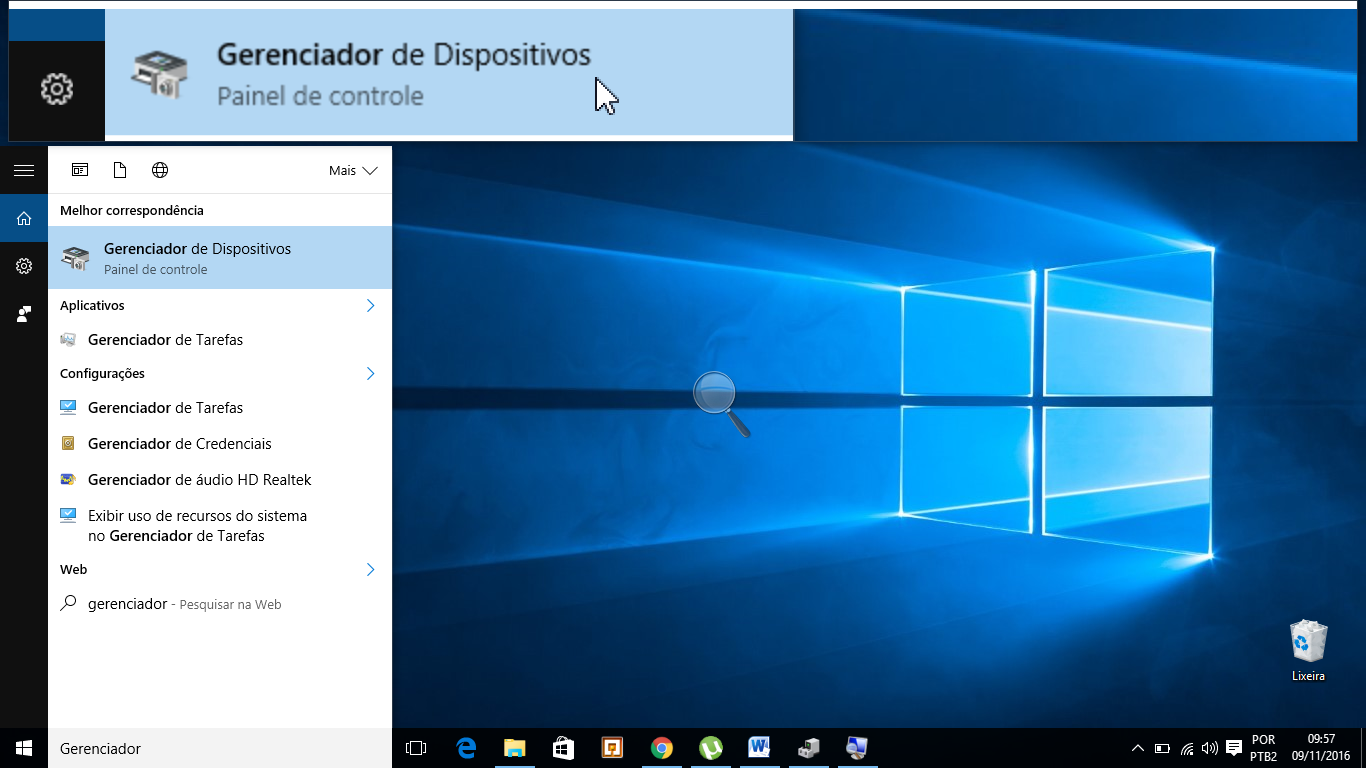 Gerenciador de Dispositivos
Painel de controle
Mais
Melhor correspondência
Gerenciador de Dispositivos
Painel de controle
Aplicativos
Gerenciador de Tarefas
Configurações
Gerenciador de Tarefas
Gerenciador de Credenciais
Gerenciador de áudio HD Realtek
Exibir uso de recursos do sistema
no Gerenciador de Tarefas
Web
gerenciador - Pesquisar na Web
Lixeira
Gerenciador
POR
PTB2
09:57
09/11/2016